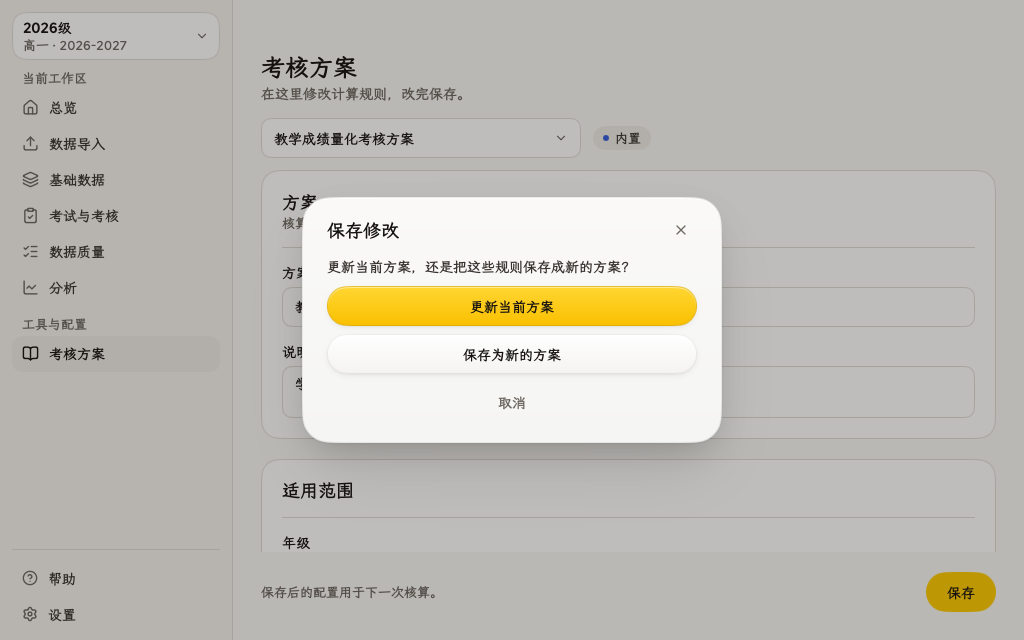 2026级
高一 · 2026-2027
当前工作区
总览
数据导入
基础数据
考试与考核
数据质量
分析
工具与配置
考核方案
帮助
设置
考核方案
在这里修改计算规则，改完保存。
教学成绩量化考核方案
内置
方案
核算
方案
教
说明
学
保存修改
更新当前方案，还是把这些规则保存成新的方案？
更新当前方案
保存为新的方案
取消
适用范围
年级
保存后的配置用于下一次核算。
保存